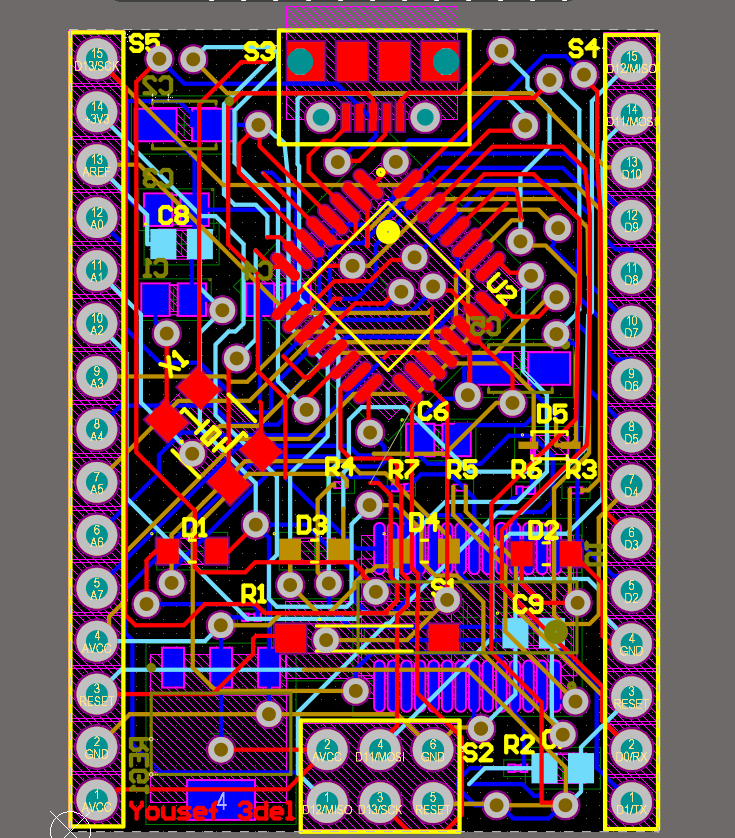 S5
S3
S4
15
D13/SCK
14
+3V3
13
AREF
12
A0
11
A1
10
A2
9
A3
8
A4
7
A5
6
A6
5
A7
4
AVCC
3
RESET
2
GND
1
AVCC
C2
C8
C8
C1
X1
U2
C6
D5
R4
R7
R5
R6
R3
D1
D3
D4
D2
R1
C9
REG1
4
Yousef 3del
2
AVCC
4
D11/MOSI
6
GND
1
D12/MISO
3
D13/SCK
5
RESET
S2
R2
15
D12/MISO
14
D11/MOSI
13
D10
12
D9
11
D8
10
D7
9
D6
8
D5
7
D4
6
D3
5
D2
4
GND
3
RESET
2
D0/RX
1
D1/TX